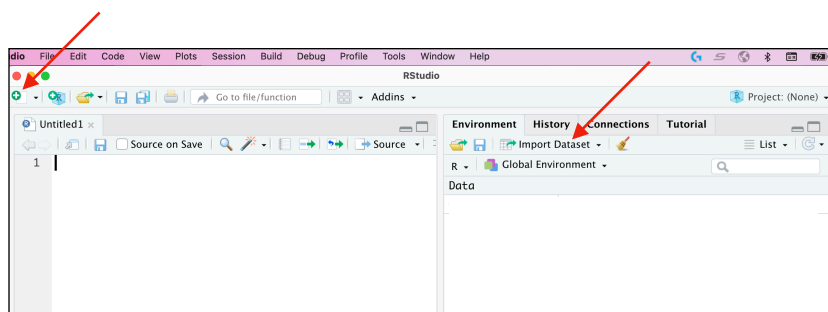 dio File Edit Code View Plots Session Build Debug Profile Tools Window Help
RStudio
Go to file/function Addins Project: (None)
Untitled1 Environment History Connections Tutorial
Source on Save Source Import Dataset List
1 R Global Environment
Data